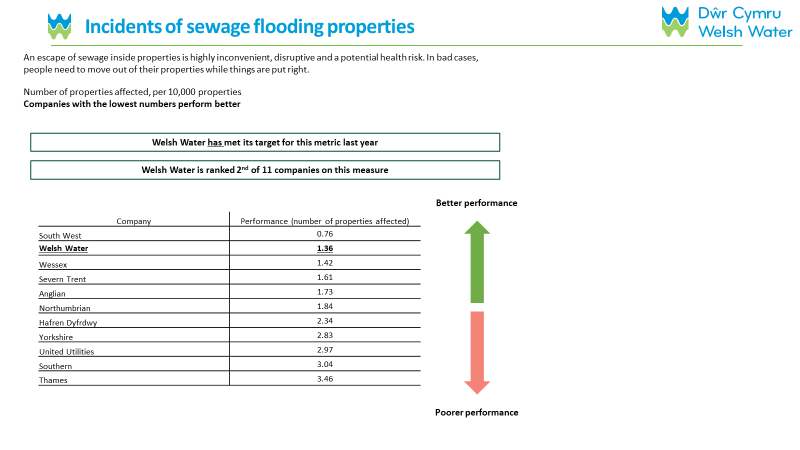 Incidents of sewage flooding properties
Dŵr Cymru
Welsh Water
An escape of sewage inside properties is highly inconvenient, disruptive and a potential health risk. In bad cases,
people need to move out of their properties while things are put right.
Number of properties affected, per 10,000 properties
Companies with the lowest numbers perform better
Welsh Water has met its target for this metric last year
Welsh Water is ranked 2nd of 11 companies on this measure
Better performance
Company Performance (number of properties affected)
South West 0.76
Welsh Water 1.36
Wessex 1.42
Severn Trent 1.61
Anglian 1.73
Northumbrian 1.84
Hafren Dyfrdwy 2.34
Yorkshire 2.83
United Utilities 2.97
Southern 3.04
Thames 3.46
Poorer performance